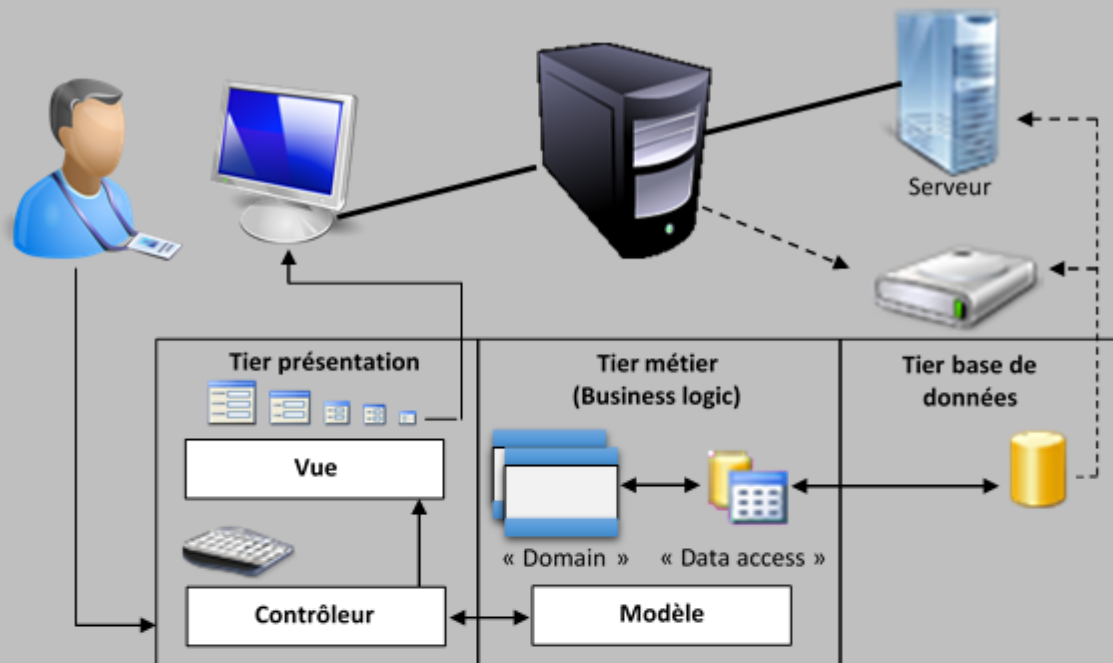 Serveur
Tier présentation
Tier métier
(Business logic)
Tier base de
données
Vue
« Domain »
« Data access »
Contrôleur
Modèle